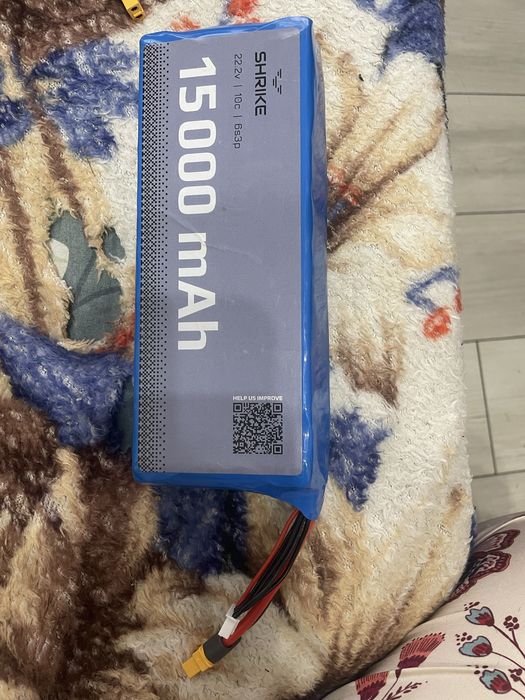 SHRIKE
22.2v | 10c | 6s3p
15000 mAh
HELP US IMPROVE